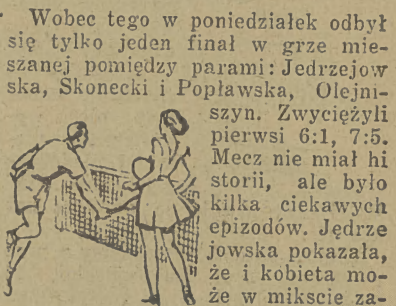 Wobec tego w poniedziałek odbył
się tylko jeden finał w grze mie-
szanej pomiędzy parami: Jedrzejow
ska, Skonecki i Popławska, Olejni-
szyn. Zwyciężyli
pierwsi 6:1, 7:5.
Mecz nie miał hi
storii, ale było
kilka ciekawych
epizodów. Jędrze
jowska pokazała,
że i kobieta mo-
że w mikście za-